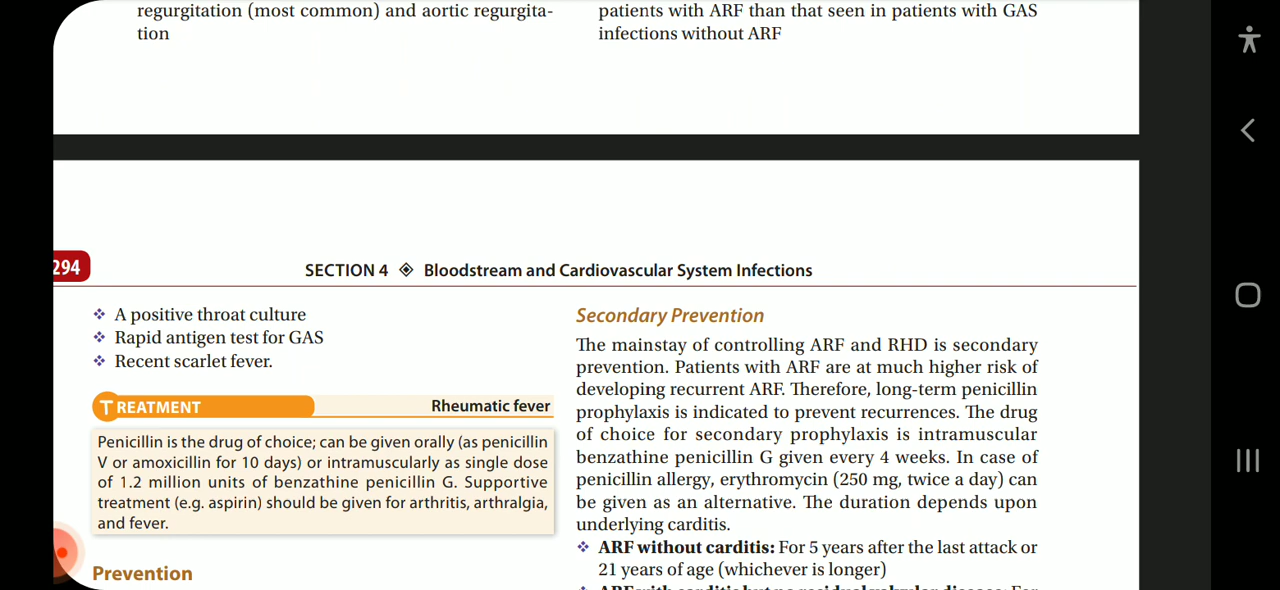 regurgitation (most common) and aortic regurgita-
tion
patients with ARF than that seen in patients with GAS
infections without ARF
294
SECTION 4 ◈ Bloodstream and Cardiovascular System Infections
❖ A positive throat culture
❖ Rapid antigen test for GAS
❖ Recent scarlet fever.
TREATMENT Rheumatic fever
Penicillin is the drug of choice; can be given orally (as penicillin
V or amoxicillin for 10 days) or intramuscularly as single dose
of 1.2 million units of benzathine penicillin G. Supportive
treatment (e.g. aspirin) should be given for arthritis, arthralgia,
and fever.
Prevention
Secondary Prevention
The mainstay of controlling ARF and RHD is secondary
prevention. Patients with ARF are at much higher risk of
developing recurrent ARF. Therefore, long-term penicillin
prophylaxis is indicated to prevent recurrences. The drug
of choice for secondary prophylaxis is intramuscular
benzathine penicillin G given every 4 weeks. In case of
penicillin allergy, erythromycin (250 mg, twice a day) can
be given as an alternative. The duration depends upon
underlying carditis.
❖ ARF without carditis: For 5 years after the last attack or
21 years of age (whichever is longer)
❖ ARF with carditis but no residual valvular disease: For